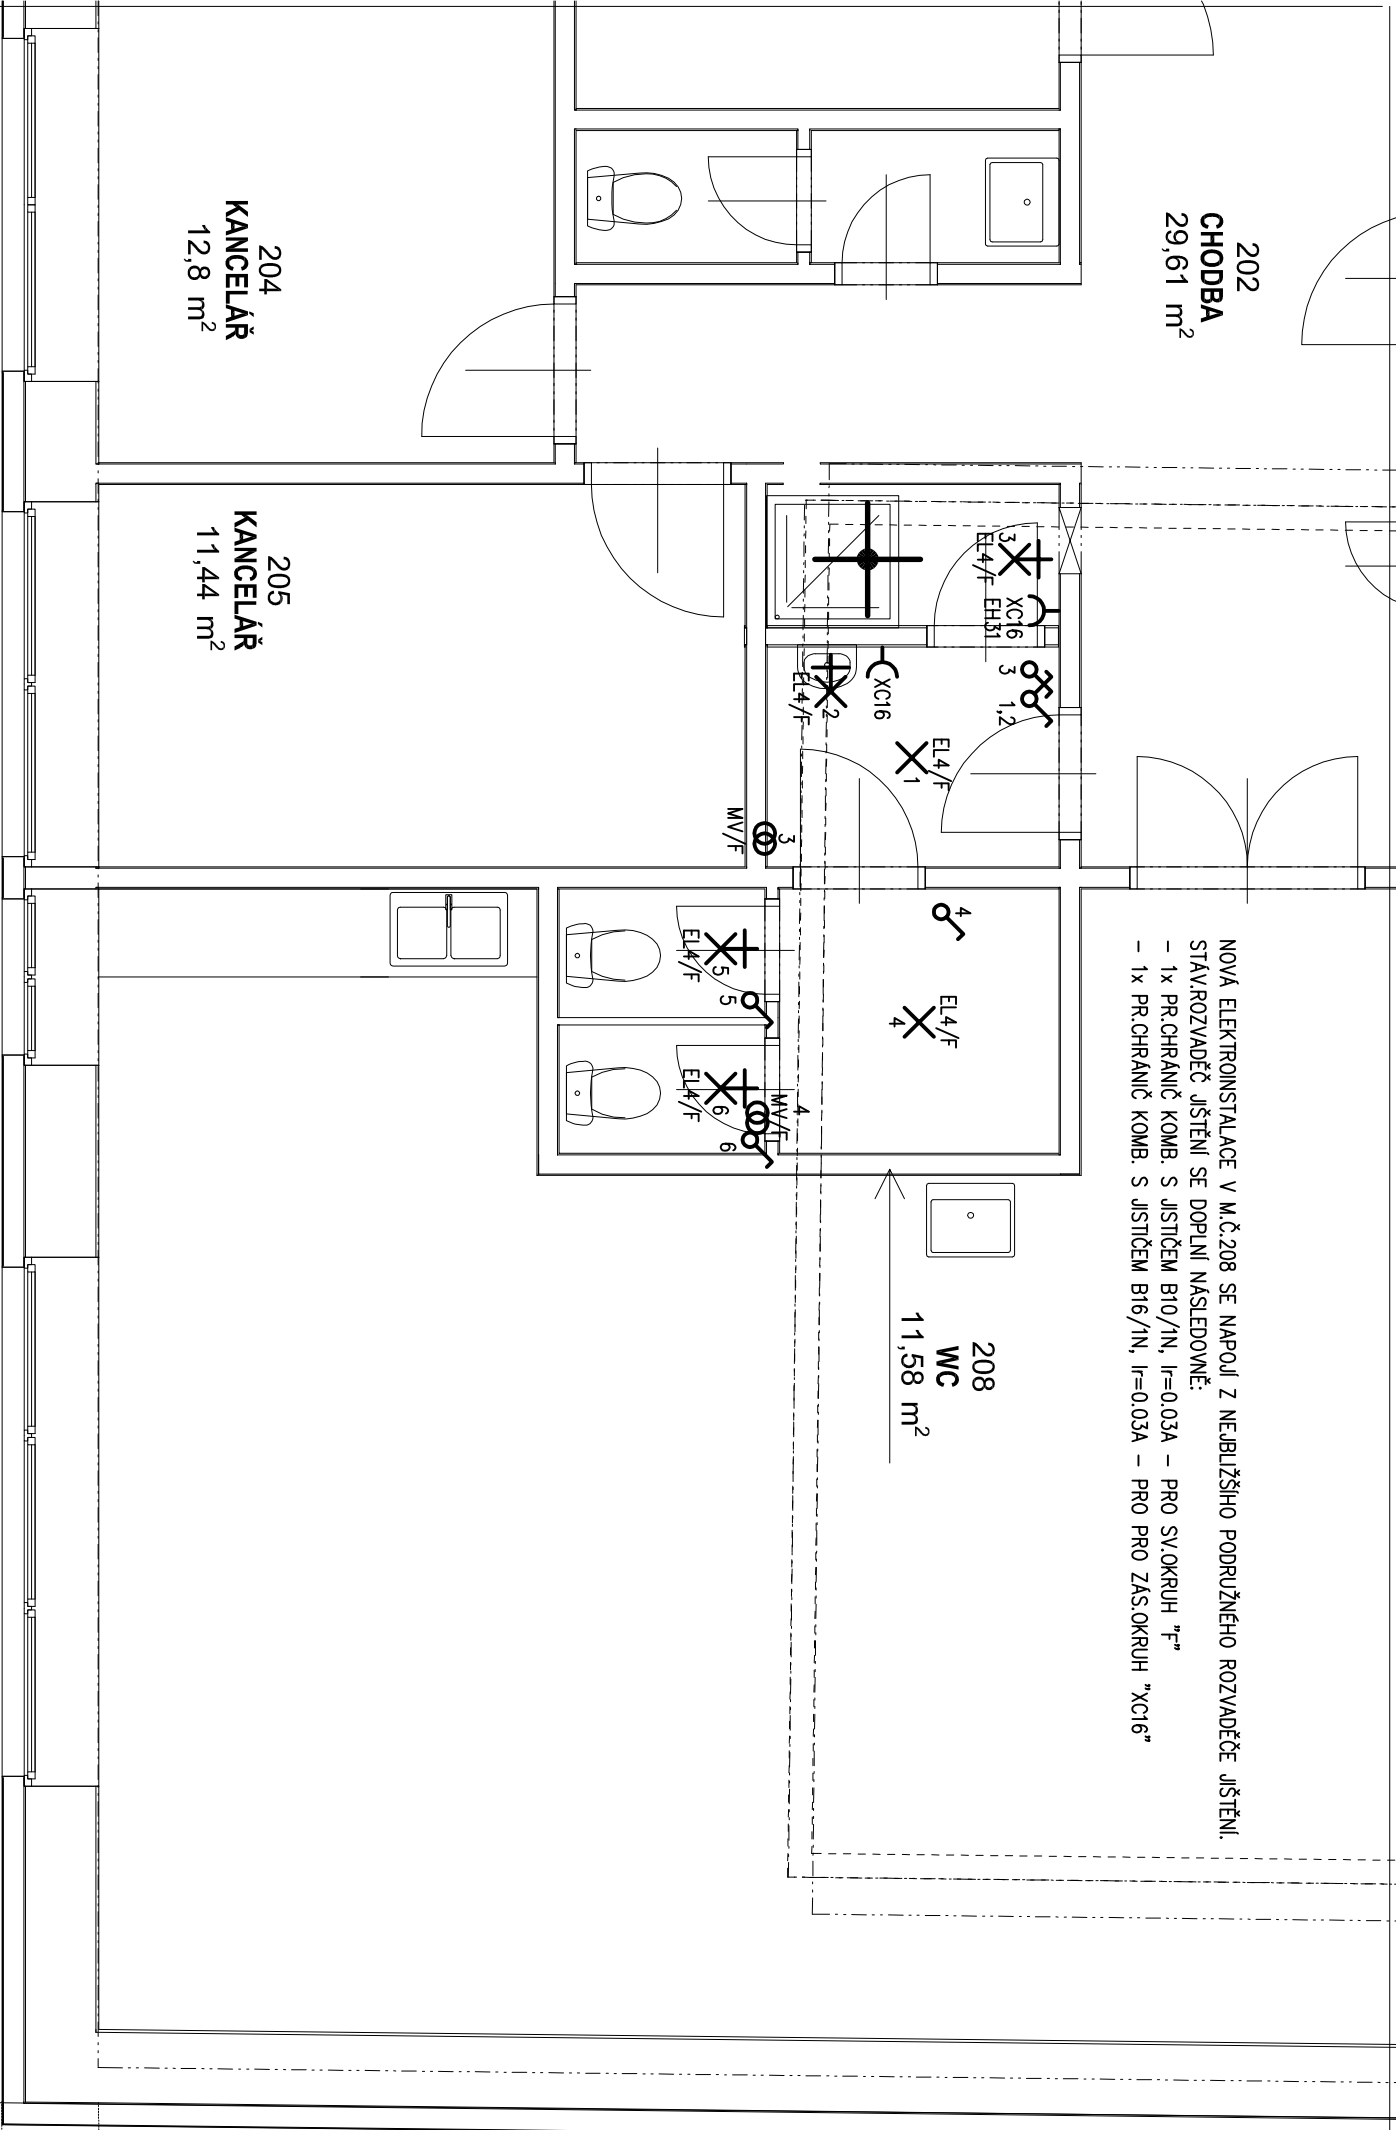 202
CHODBA
29,61 m²
204
KANCELÁŘ
12,8 m²
205
KANCELÁŘ
11,44 m²
3
EL4/F
XC16
EH31
3
1,2
XC16
2
EL4/F
EL4/F
1
3
MV/F
4
EL4/F
4
5
EL4/F
5
6
EL4/F
4
MV/F
6
208
WC
11,58 m²
NOVÁ ELEKTROINSTALACE V M.Č.208 SE NAPOJÍ Z NEJBLIŽŠÍHO PODRUŽNÉHO ROZVADĚČE JIŠTĚNÍ.
STÁV.ROZVADĚČ JIŠTĚNÍ SE DOPLNÍ NÁSLEDOVNĚ:
- 1x PR.CHRÁNIČ KOMB. S JISTIČEM B10/1N, Ir=0.03A - PRO SV.OKRUH "F"
- 1x PR.CHRÁNIČ KOMB. S JISTIČEM B16/1N, Ir=0.03A - PRO PRO ZÁS.OKRUH "XC16"